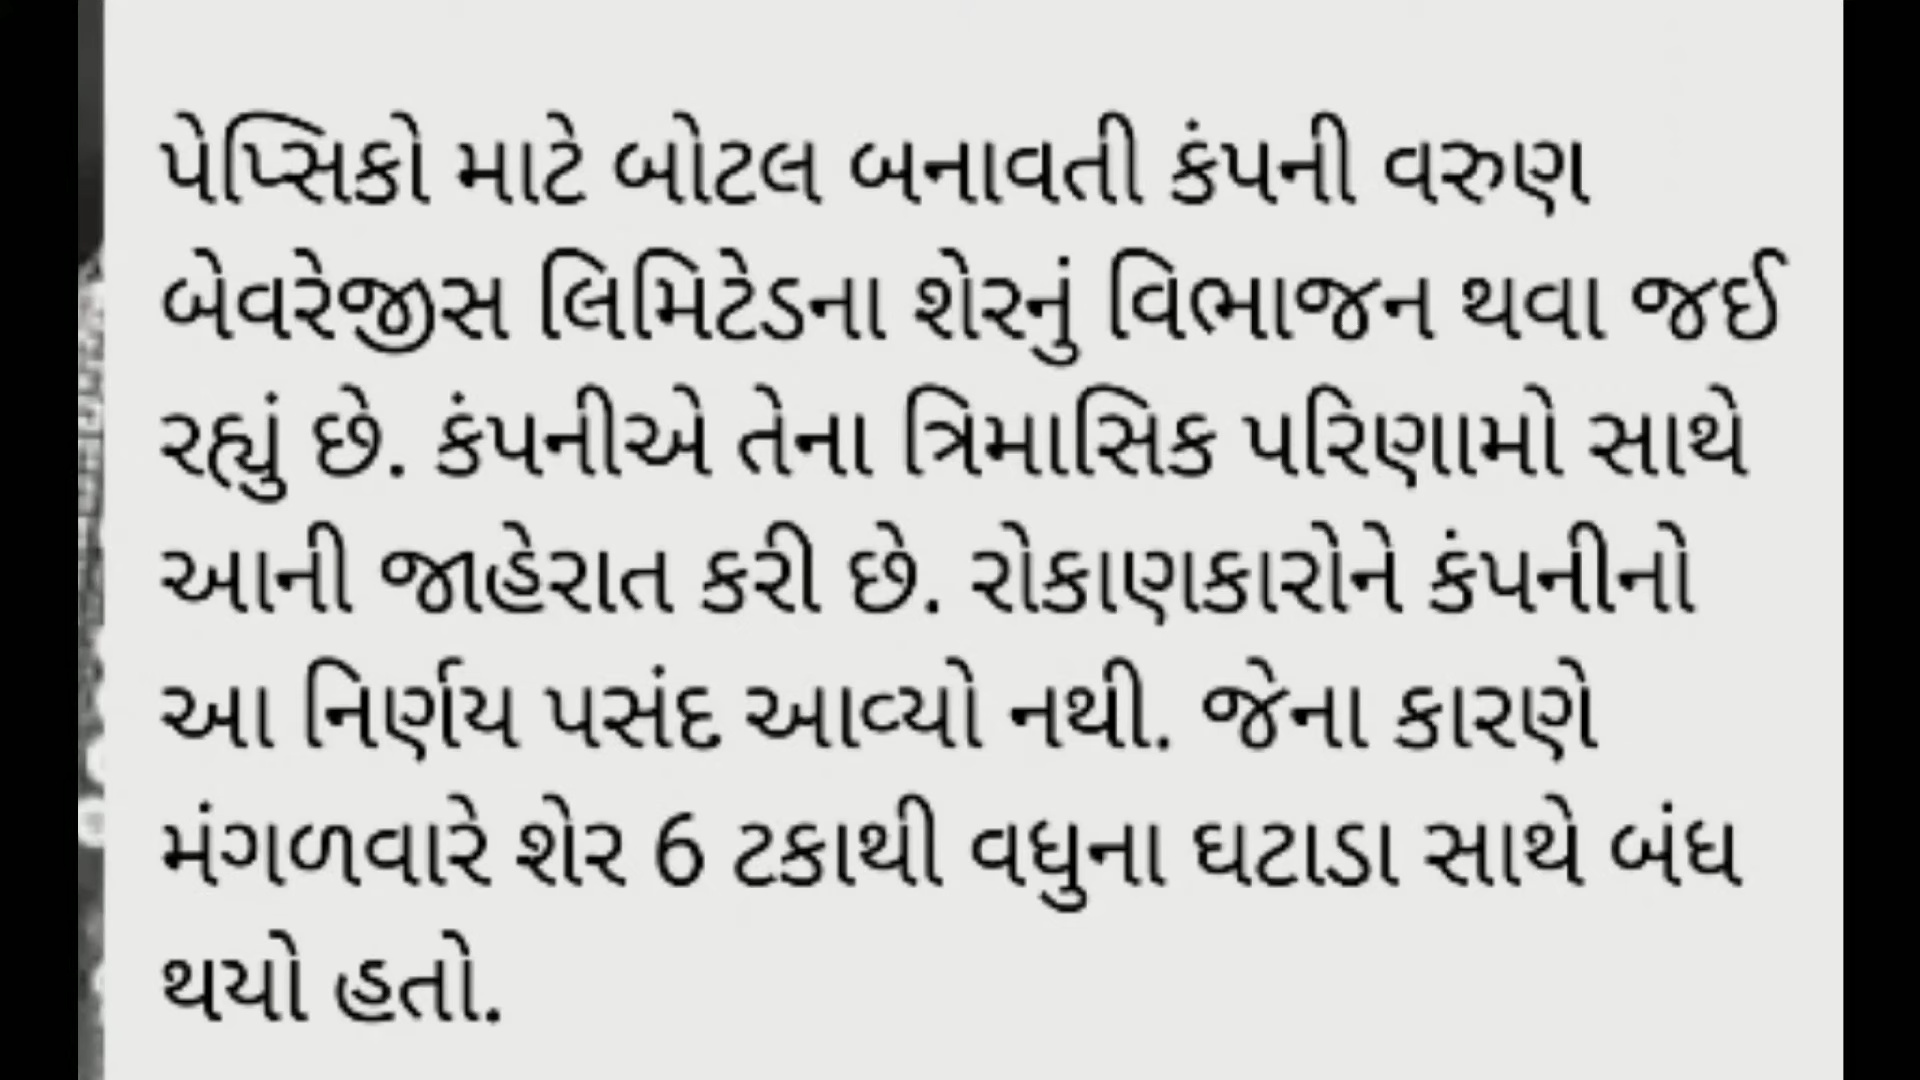 પેપ્સિકો માટે બોટલ બનાવતી કંપની વરુણ
બેવરેજીસ લિમિટેડના શેરનું વિભાજન થવા જઈ
રહ્યું છે. કંપનીએ તેના ત્રિમાસિક પરિણામો સાથે
આની જાહેરાત કરી છે. રોકાણકારોને કંપનીનો
આ નિર્ણય પસંદ આવ્યો નથી. જેના કારણે
મંગળવારે શેર 6 ટકાથી વધુના ઘટાડા સાથે બંધ
થયો હતો.